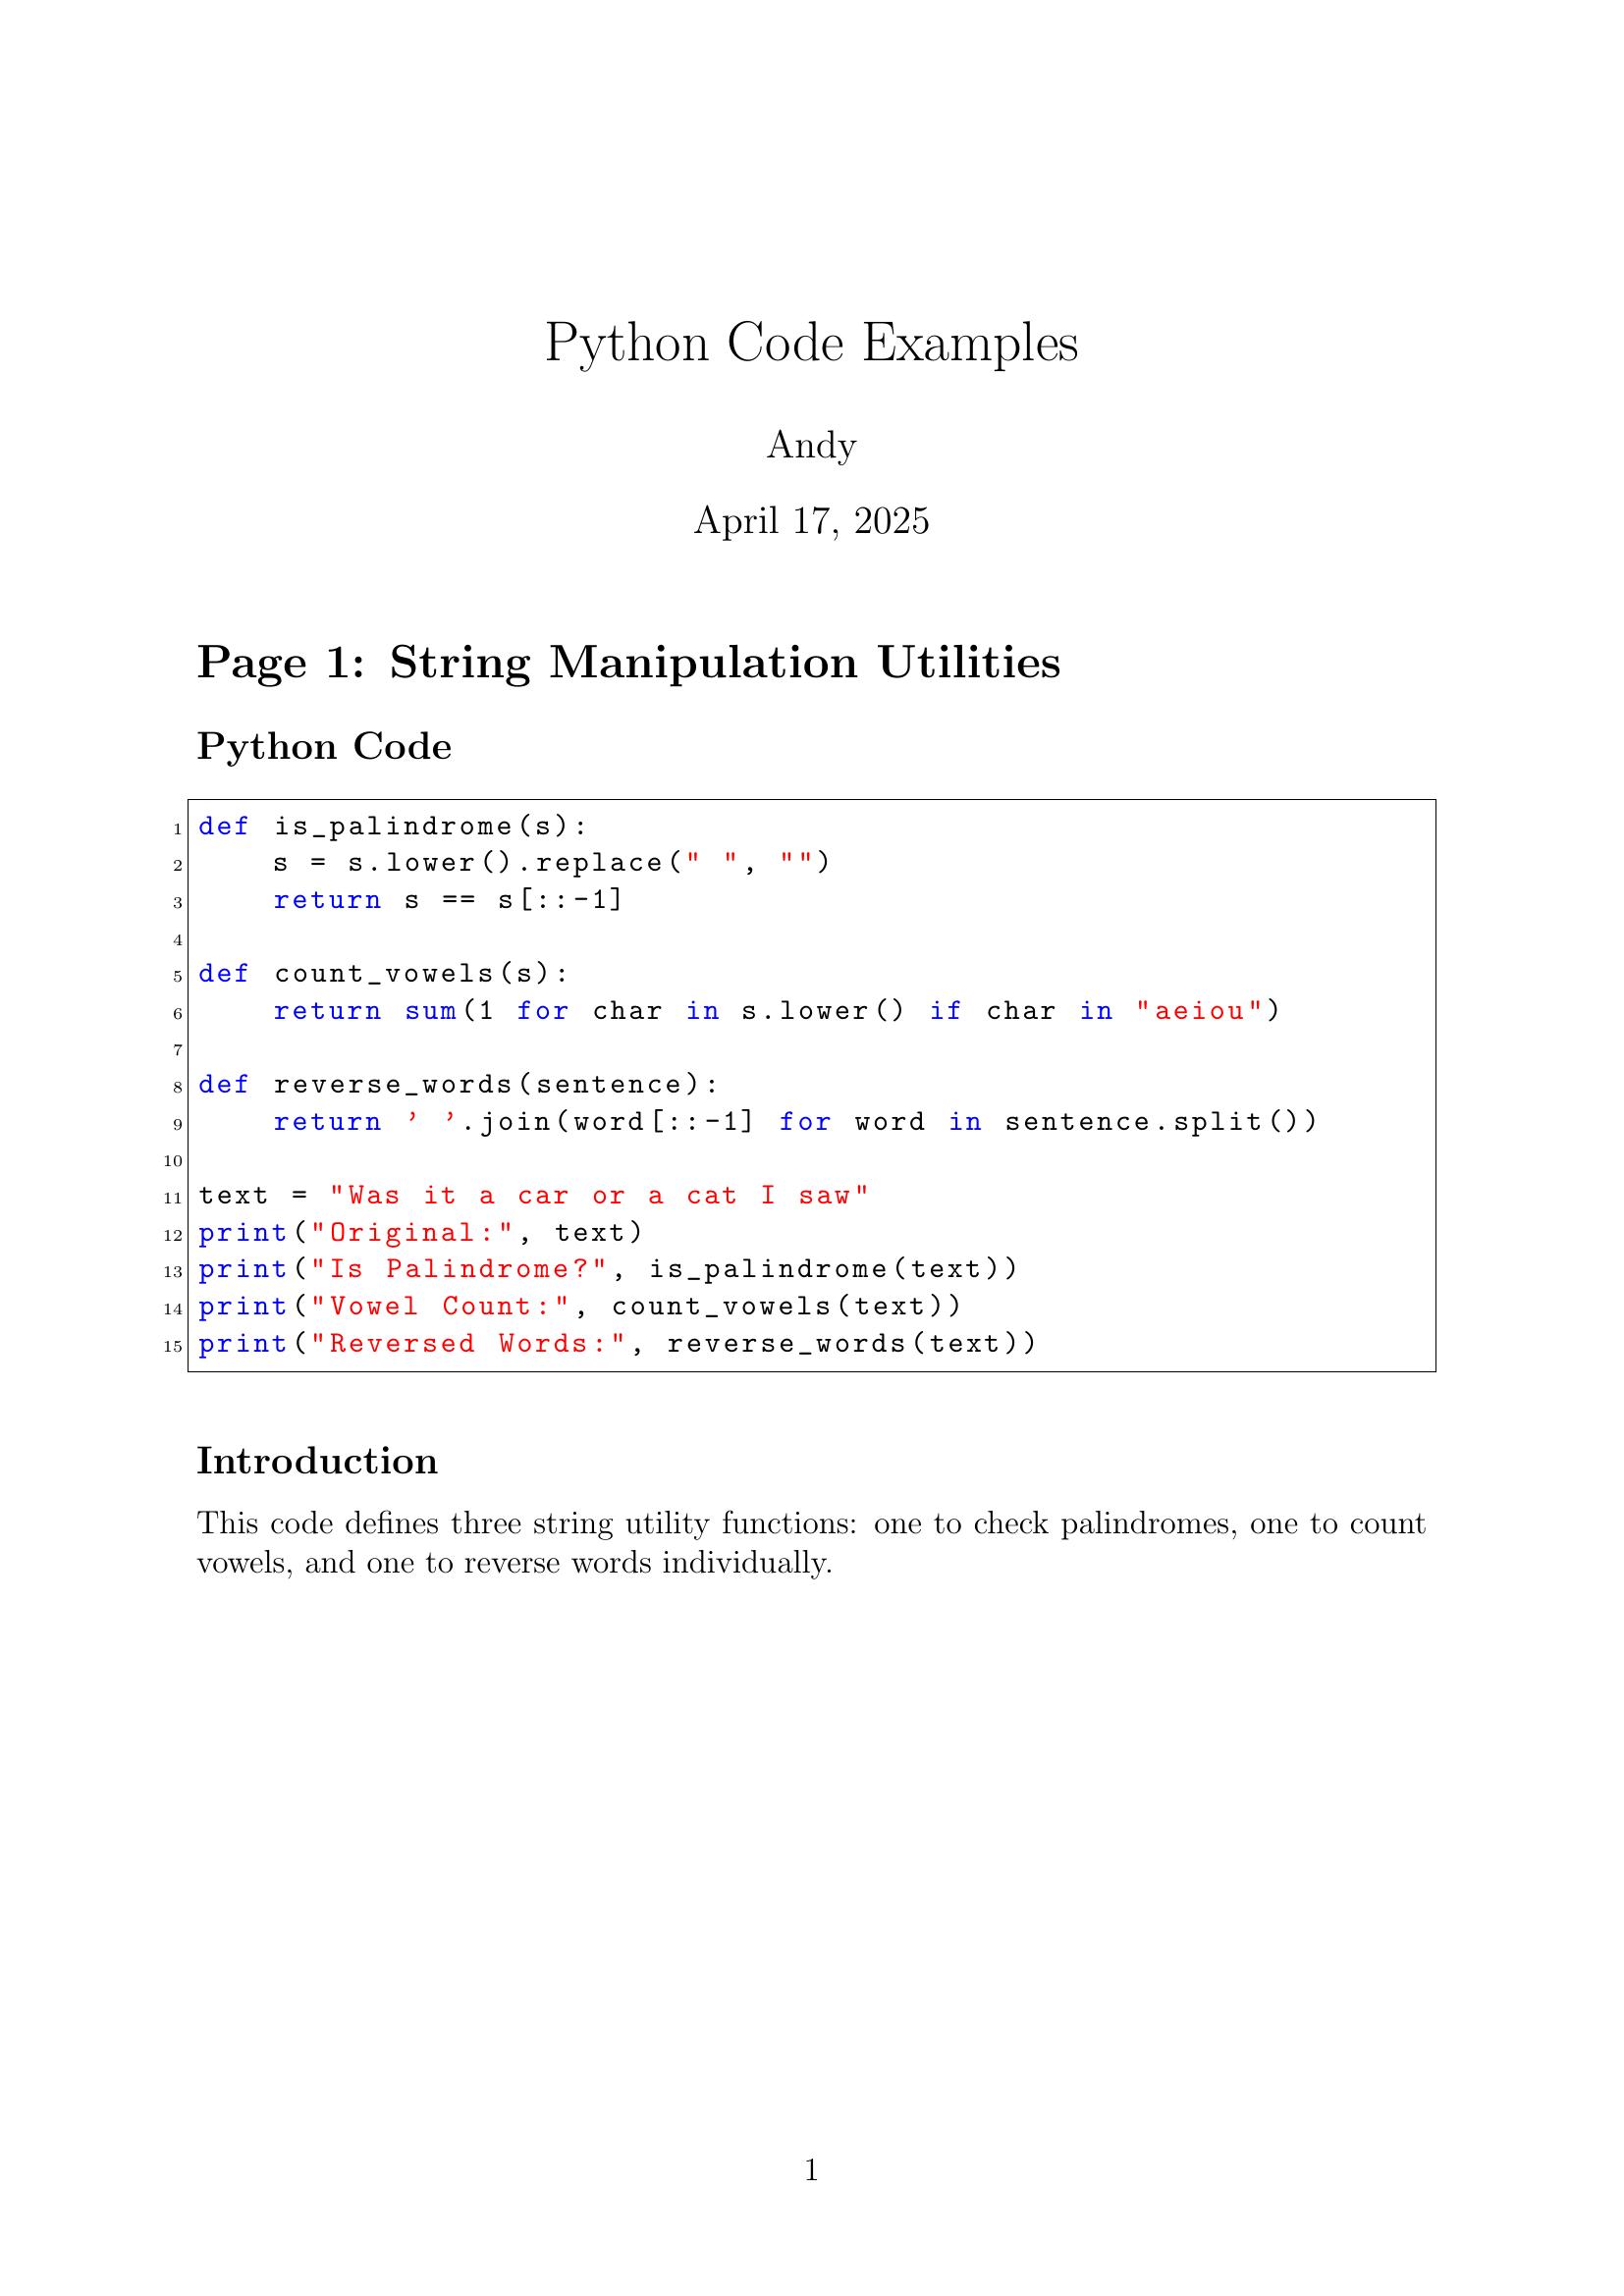 Python Code Examples
Andy
April 17, 2025
Page 1: String Manipulation Utilities
Python Code
1 def is_palindrome(s):
2     s = s.lower().replace(" ", "")
3     return s == s[::-1]
4
5 def count_vowels(s):
6     return sum(1 for char in s.lower() if char in "aeiou")
7
8 def reverse_words(sentence):
9     return ' '.join(word[::-1] for word in sentence.split())
10
11 text = "Was it a car or a cat I saw"
12 print("Original:", text)
13 print("Is Palindrome?", is_palindrome(text))
14 print("Vowel Count:", count_vowels(text))
15 print("Reversed Words:", reverse_words(text))
Introduction
This code defines three string utility functions: one to check palindromes, one to count
vowels, and one to reverse words individually.
1